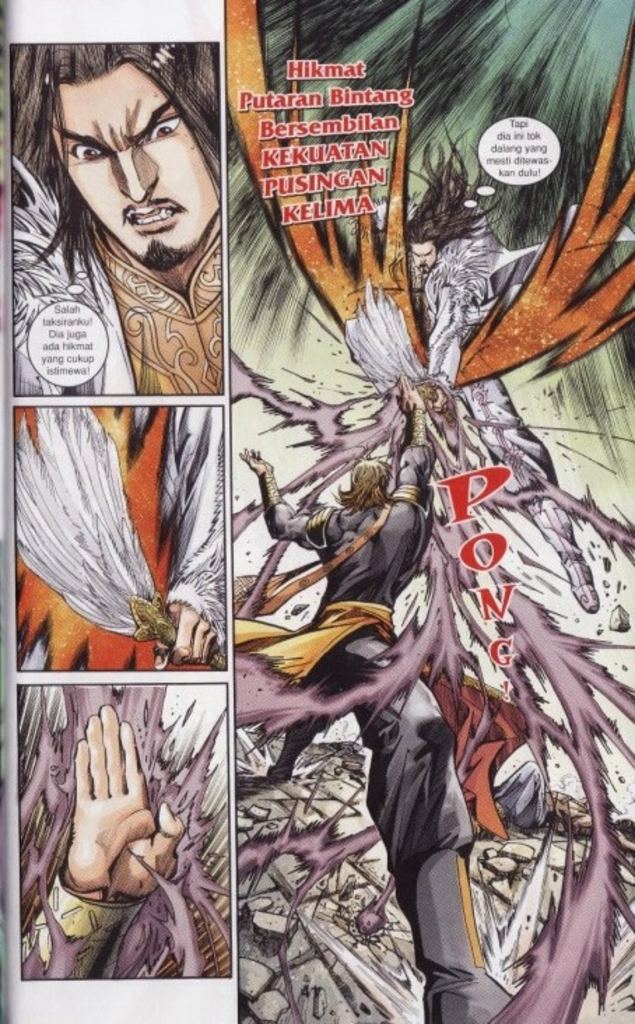 Salah
taksiranku!
Dia juga
ada hikmat
yang cukup
istimewa!
Hikmat
Putaran Bintang
Bersembilan
KEKUATAN
PUSINGAN
KELIMA
Tapi
dia ini tok
dalang yang
mesti ditewas-
kan dulu!
PONG!
41